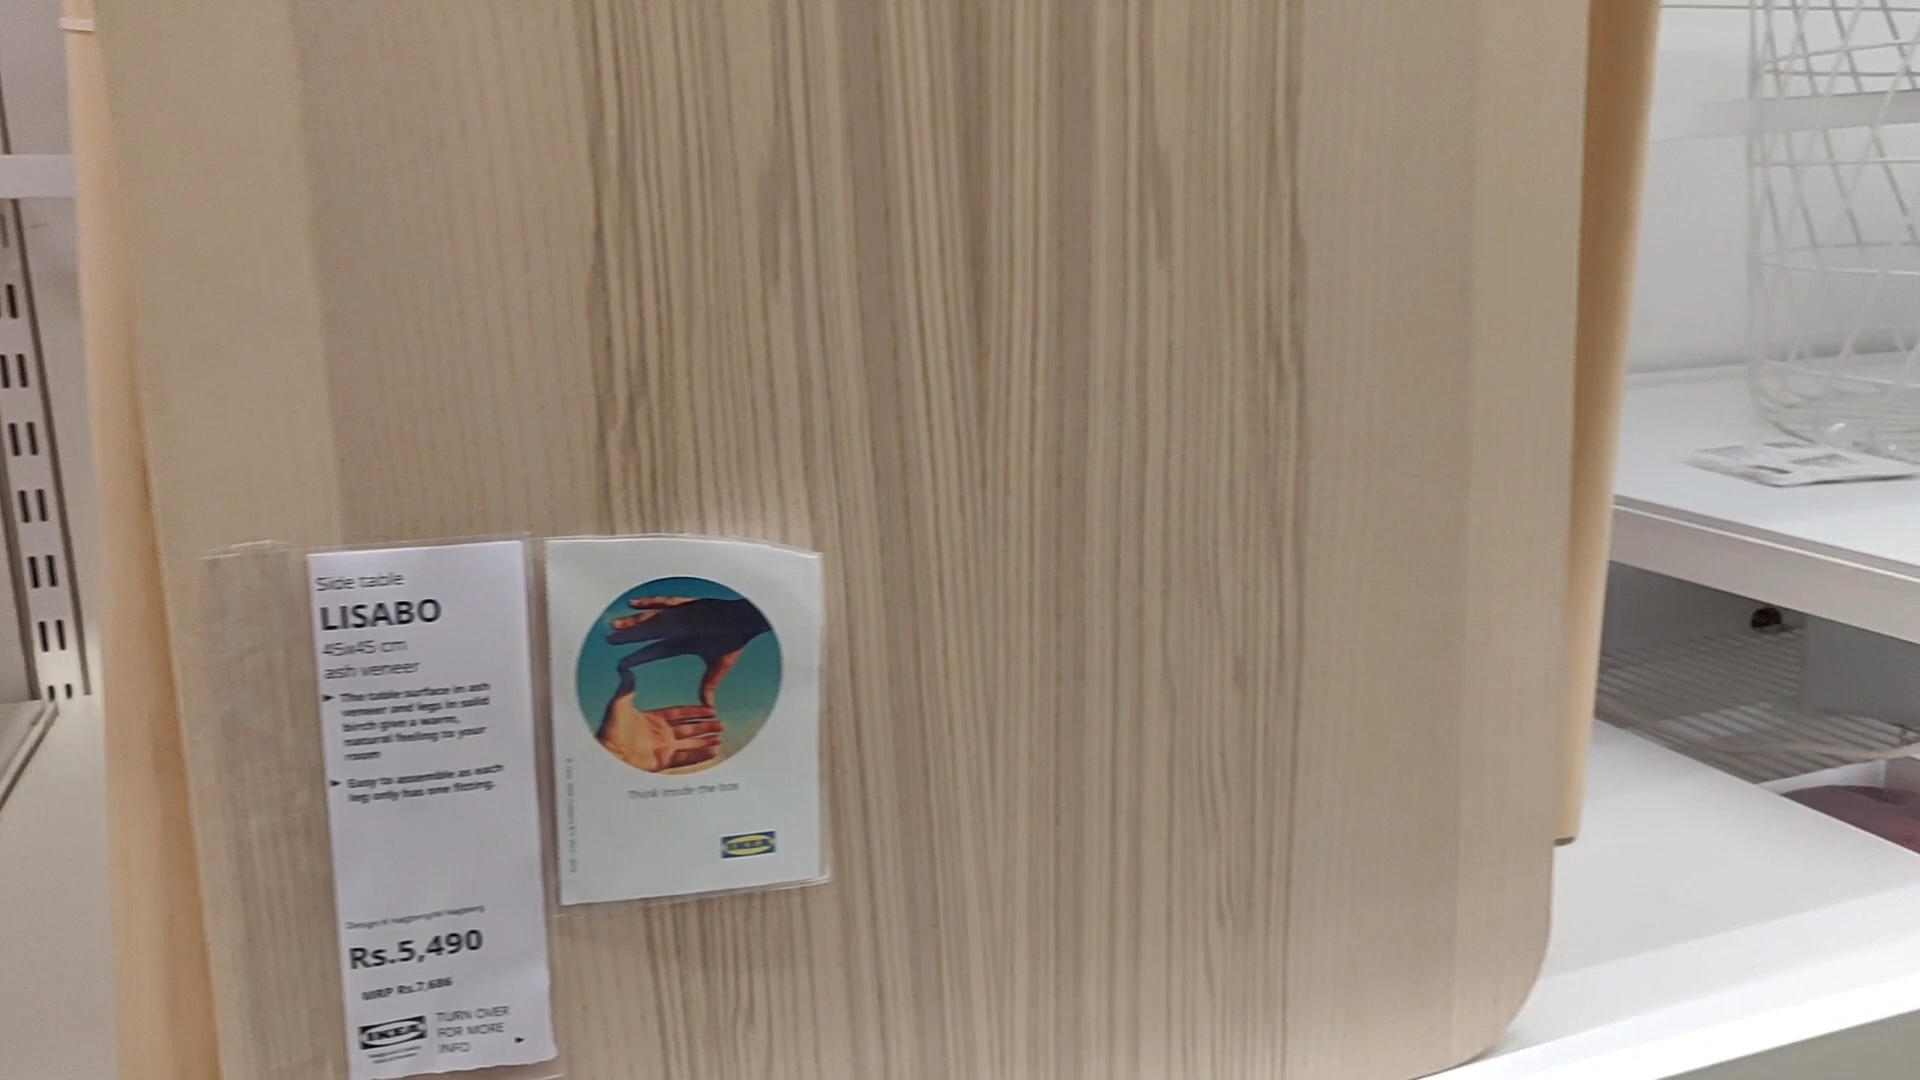 Side table
LISABO
45x45 cm
ash veneer
► The table surface in ash
veneer and legs in solid
birch give a warm,
natural feeling to your
room
► Easy to assemble as each
leg only has one fitting.
Rs.5,490
MRP Rs.7,686
IKEA
TURN OVER
FOR MORE
INFO
Think inside the box
IKEA